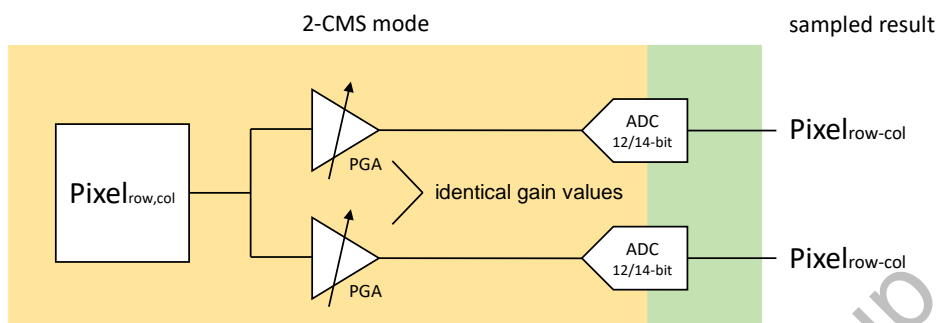 2-CMS mode
sampled result
ADC
12/14-bit
Pixelrow-col
PGA
Pixelrow,col
identical gain values
ADC
12/14-bit
Pixelrow-col
PGA